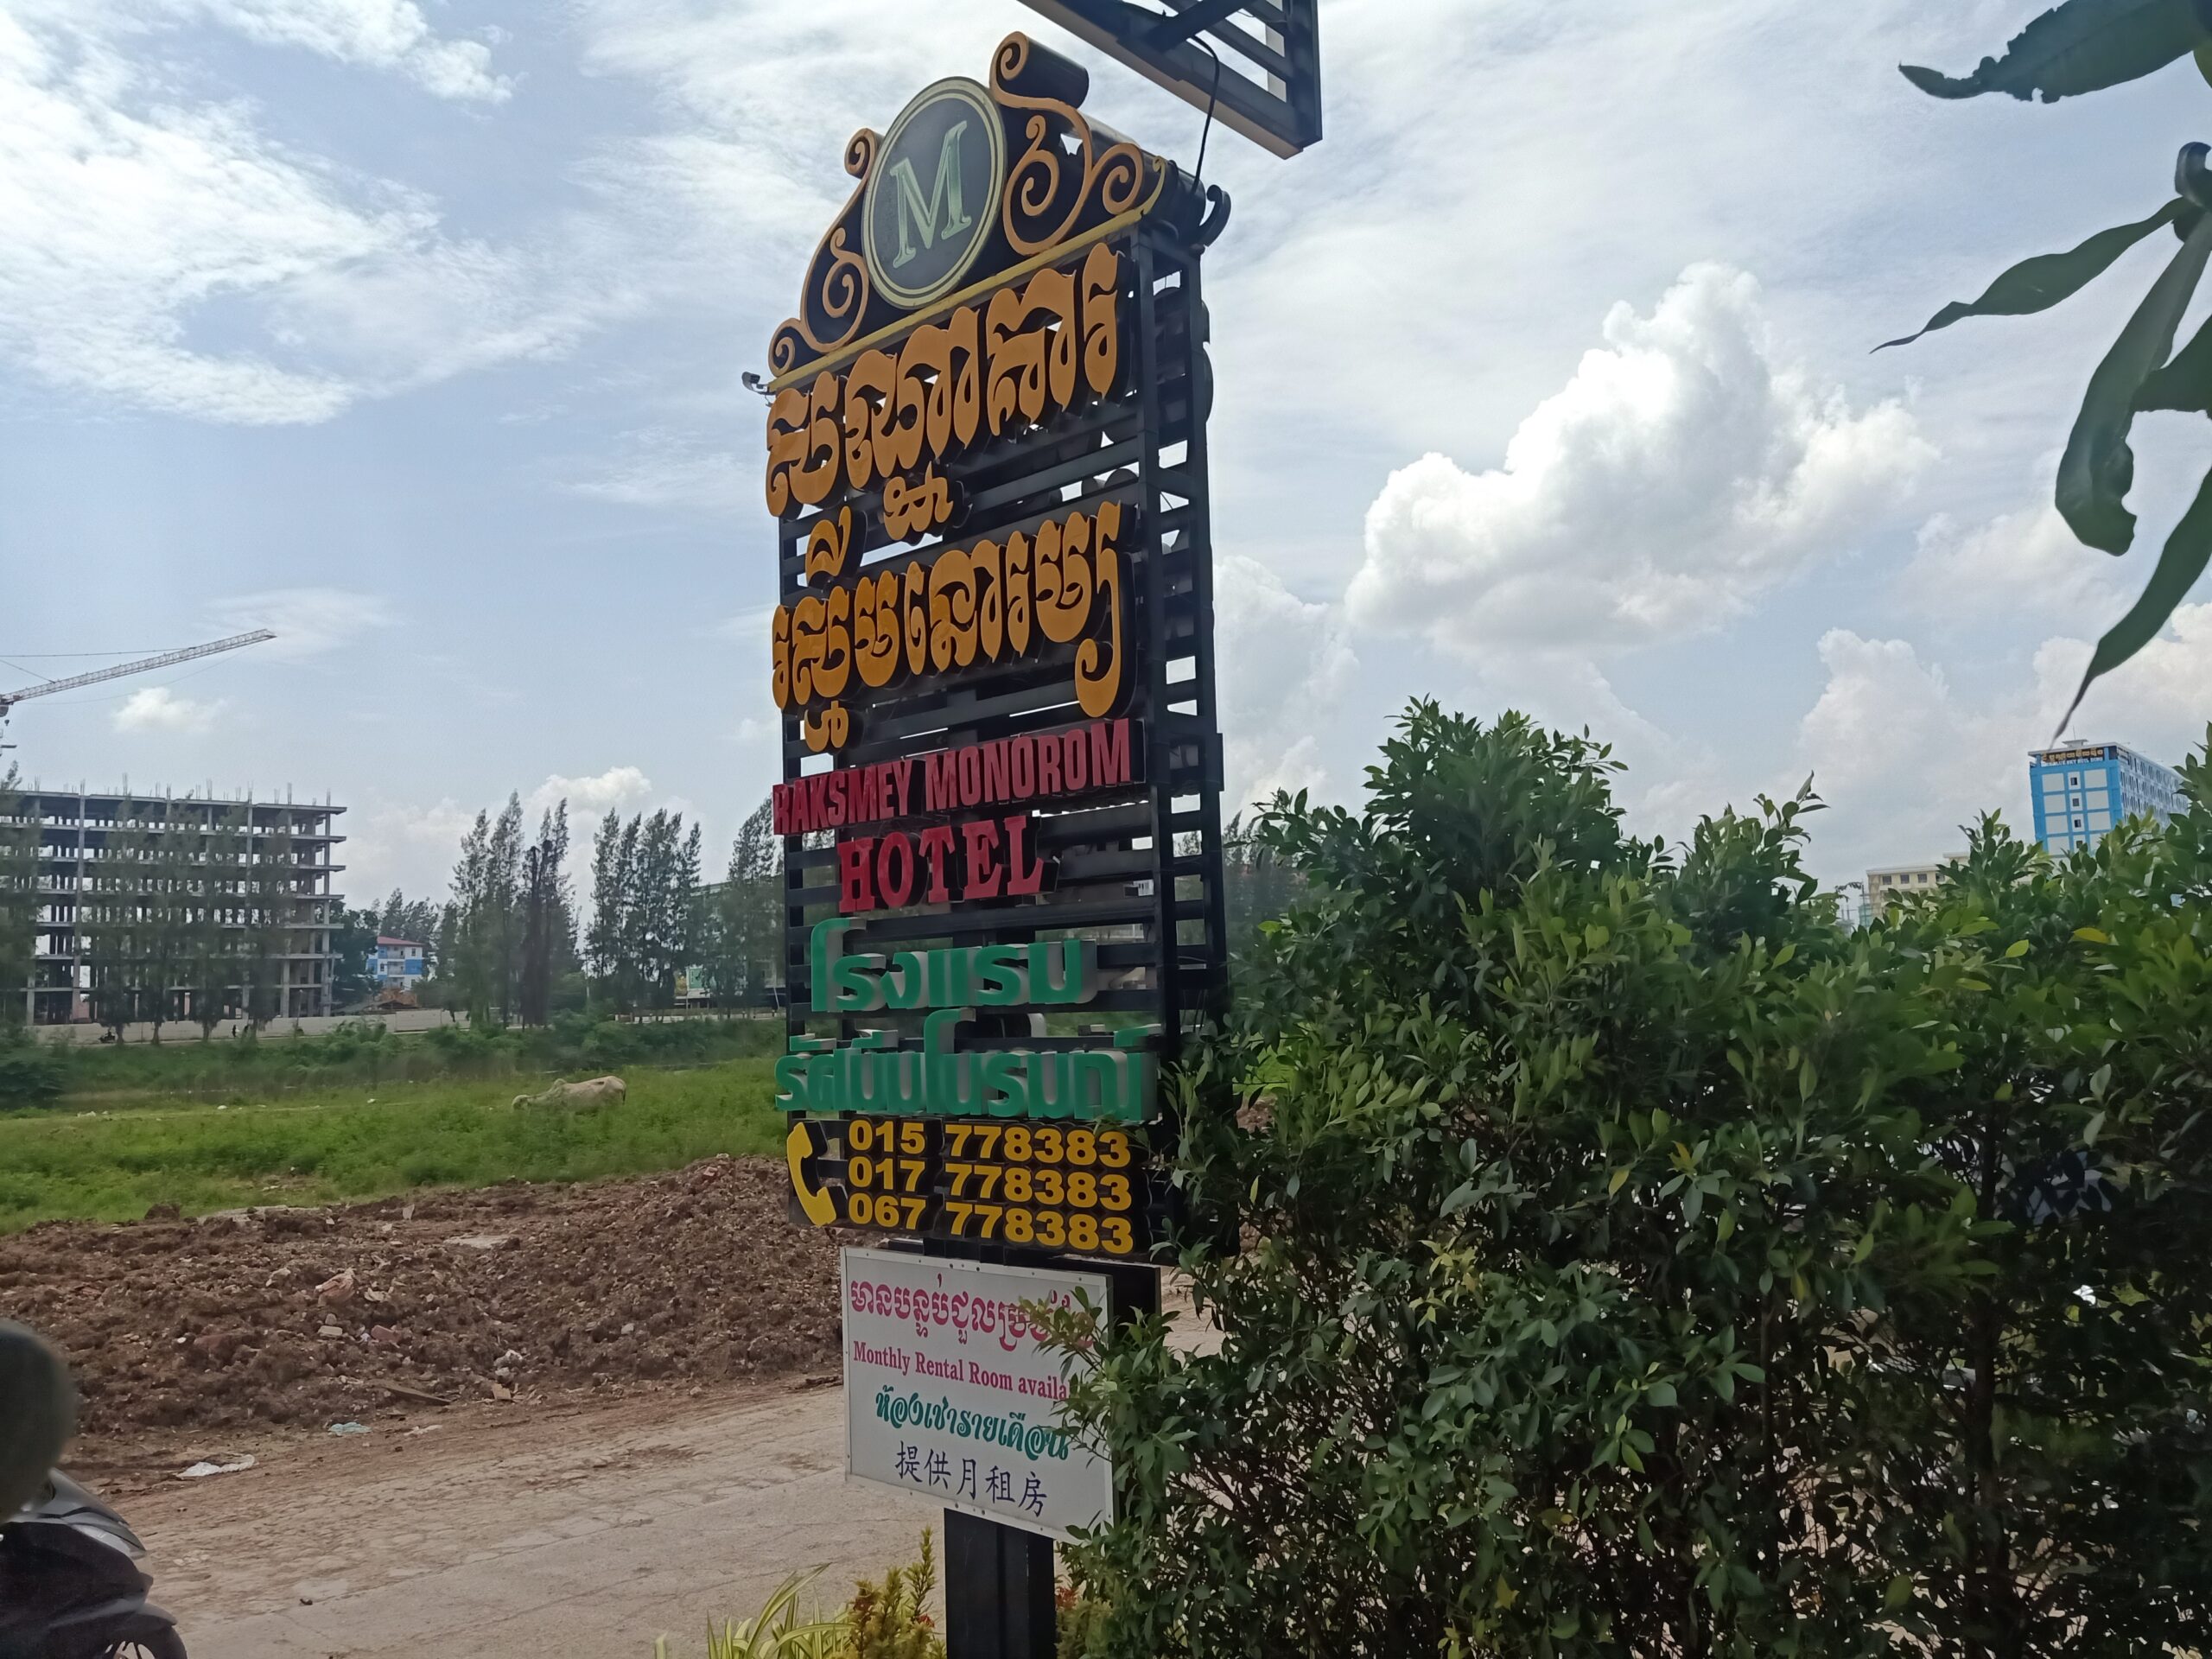 M
សណ្ឋាគារ
រស្មីមនោរម្យ
RAKSMEY MONOROM
HOTEL
โรงแรม
รัศมีมโนรมณ์
015 778383
017 778383
067 778383
មានបន្ទប់ជួលប្រចាំ
Monthly Rental Room
ห้องเช่ารายเดือน
提供月租房